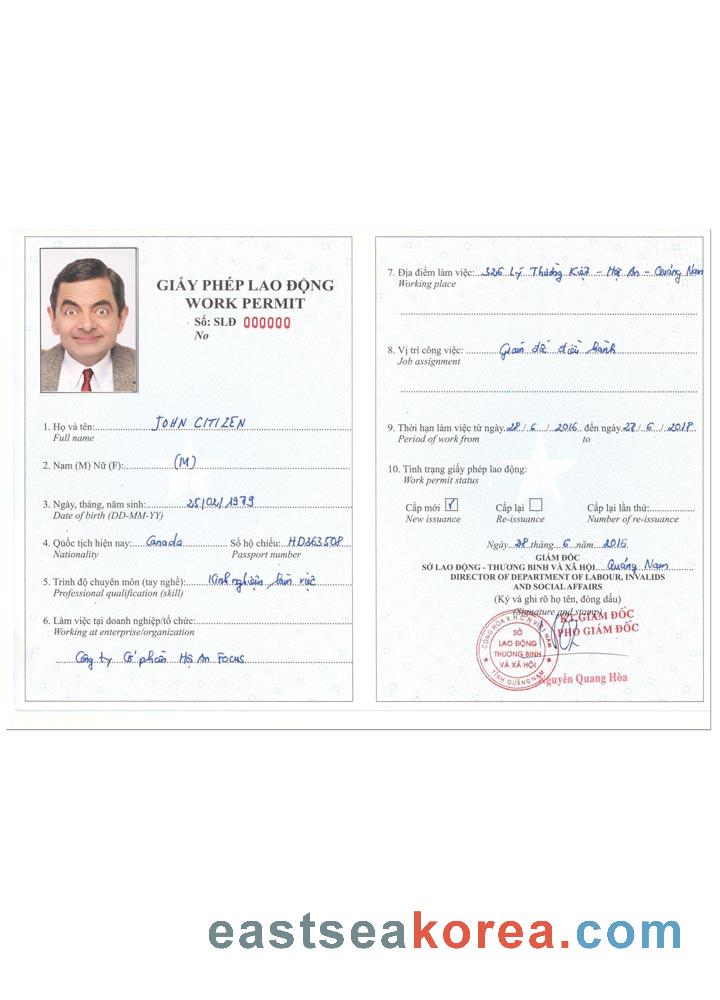 GIẤY PHÉP LAO ĐỘNG
WORK PERMIT
Số: SLĐ 000000
No
1. Họ và tên: JOHN CITIZEN
Full name
2. Nam (M) Nữ (F): (M)
3. Ngày, tháng, năm sinh: 25/02/1979
Date of birth (DD-MM-YY)
4. Quốc tịch hiện nay: Canada Số hộ chiếu: HD363508
Nationality Passport number
5. Trình độ chuyên môn (tay nghề): Kinh nghiệm làm việc
Professional qualification (skill)
6. Làm việc tại doanh nghiệp/tổ chức:
Working at enterprise/organization
Công ty Cổ phần Hội An Focus
7. Địa điểm làm việc: 326 Lý Thường Kiệt - Hội An - Quảng Nam
Working place
8. Vị trí công việc: Giám đốc điều hành
Job assignment
9. Thời hạn làm việc từ ngày 28/6/2016 đến ngày 27/6/2018
Period of work from to
10. Tình trạng giấy phép lao động:
Work permit status
Cấp mới Cấp lại Cấp lại lần thứ:
New issuance Re-issuance Number of re-issuance
Ngày 28 tháng 6 năm 2016
GIÁM ĐỐC
SỞ LAO ĐỘNG - THƯƠNG BINH VÀ XÃ HỘI Quảng Nam
DIRECTOR OF DEPARTMENT OF LABOUR, INVALIDS
AND SOCIAL AFFAIRS
(Ký và ghi rõ họ tên, đóng dấu)
(Signature and stamp)
KT.GIÁM ĐỐC
PHÓ GIÁM ĐỐC
CỘNG HÒA X.H.C.N VIỆT NAM
SỞ
LAO ĐỘNG
THƯƠNG BINH
VÀ XÃ HỘI
TỈNH QUẢNG NAM
Nguyễn Quang Hòa
eastseakorea.com